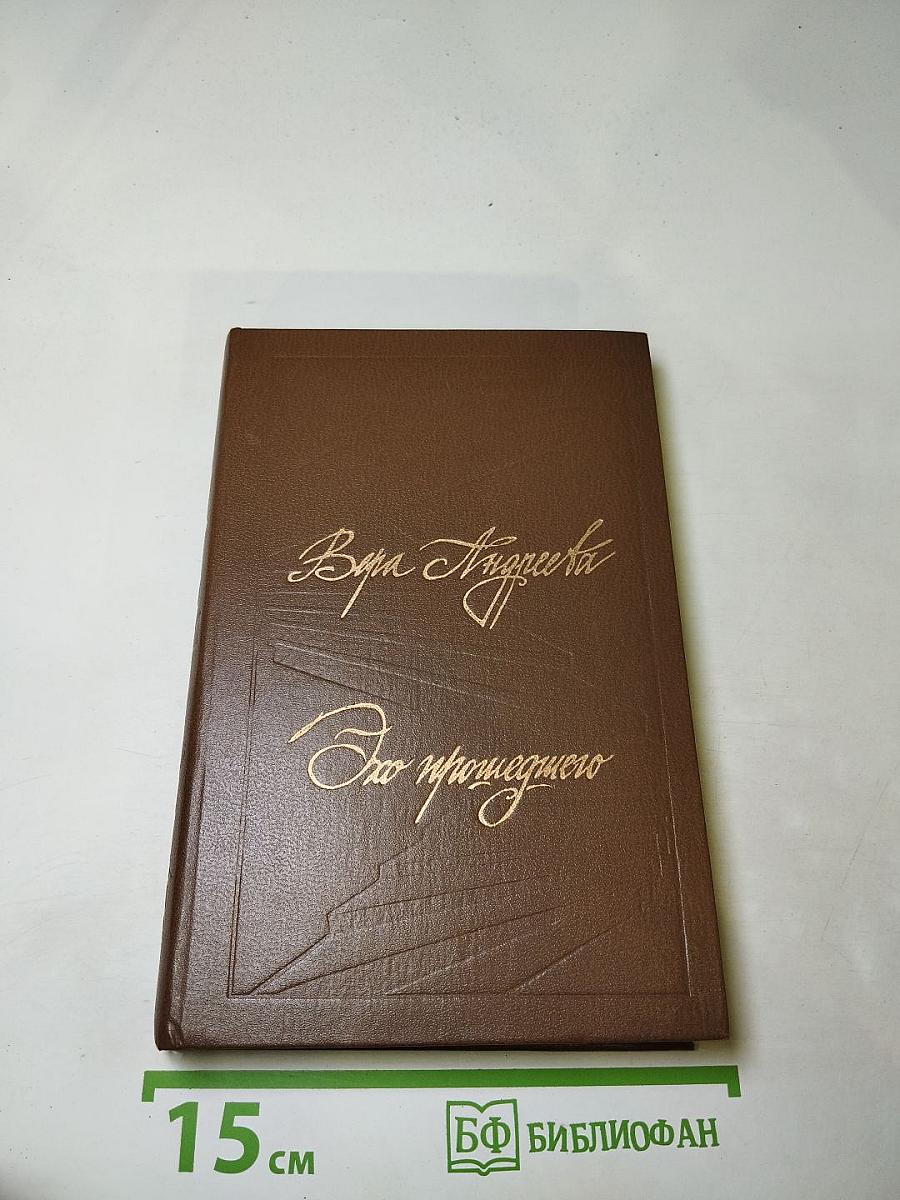 Вера Андреева
Эхо прошедшего
15 см
БФ БИБЛИОФАН